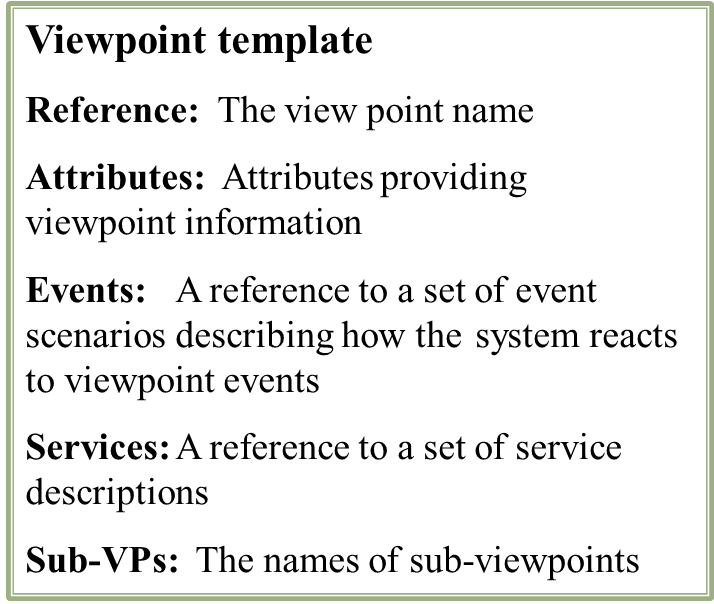 Viewpoint template
Reference: The view point name
Attributes: Attributes providing
viewpoint information
Events: A reference to a set of event
scenarios describing how the system reacts
to viewpoint events
Services: A reference to a set of service
descriptions
Sub-VPs: The names of sub-viewpoints